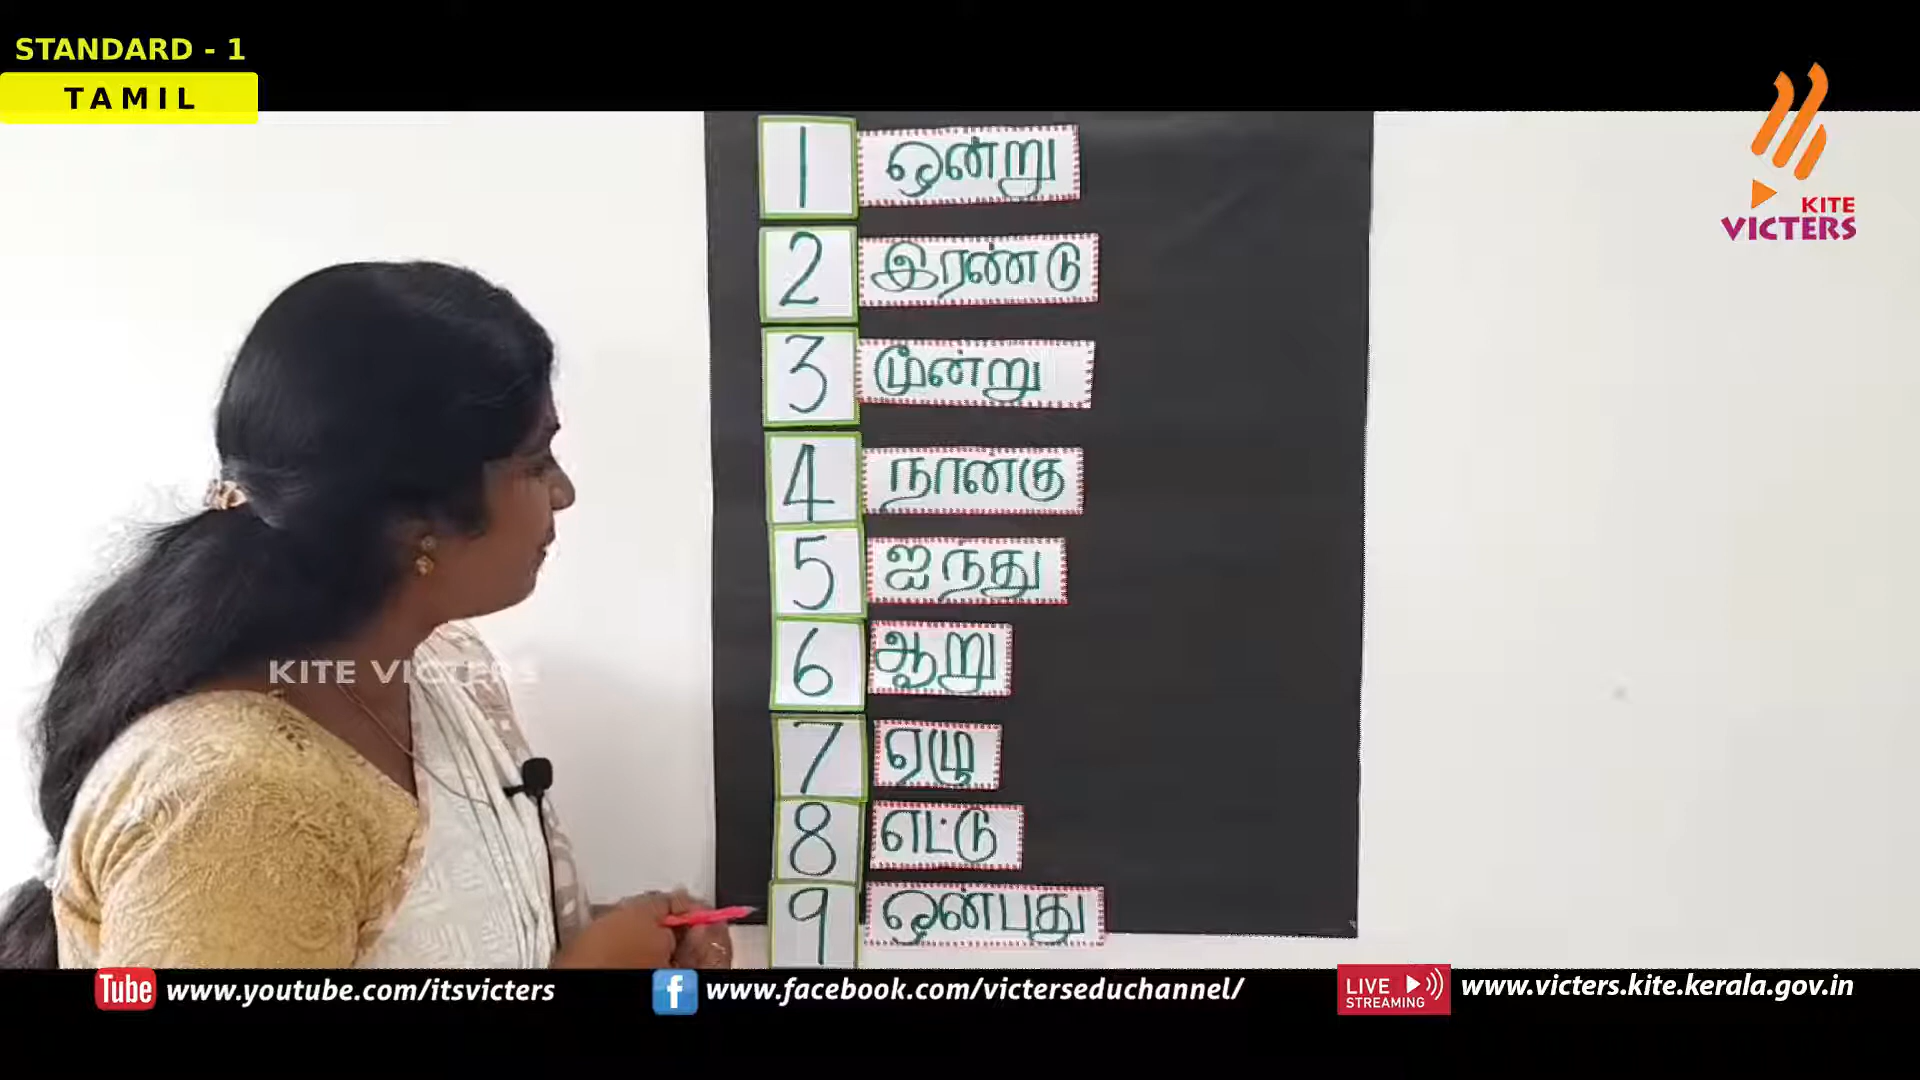 STANDARD - 1
TAMIL
KITE
VICTERS
1 ஒன்று
2 இரண்டு
3 மூன்று
4 நான்கு
5 ஐந்து
6 ஆறு
7 ஏழு
8 எட்டு
9 ஒன்பது
KITE VICTERS
Tube www.youtube.com/itsvicters
f www.facebook.com/victerseduchannel/
LIVE STREAMING www.victers.kite.kerala.gov.in